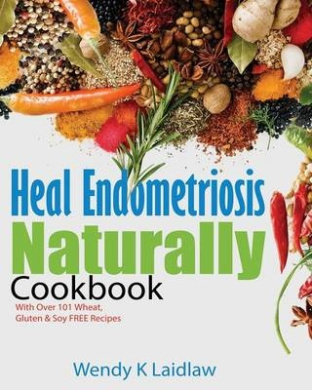 Heal Endometriosis
Naturally
Cookbook
With Over 101 Wheat,
Gluten & Soy FREE Recipes
Wendy K Laidlaw